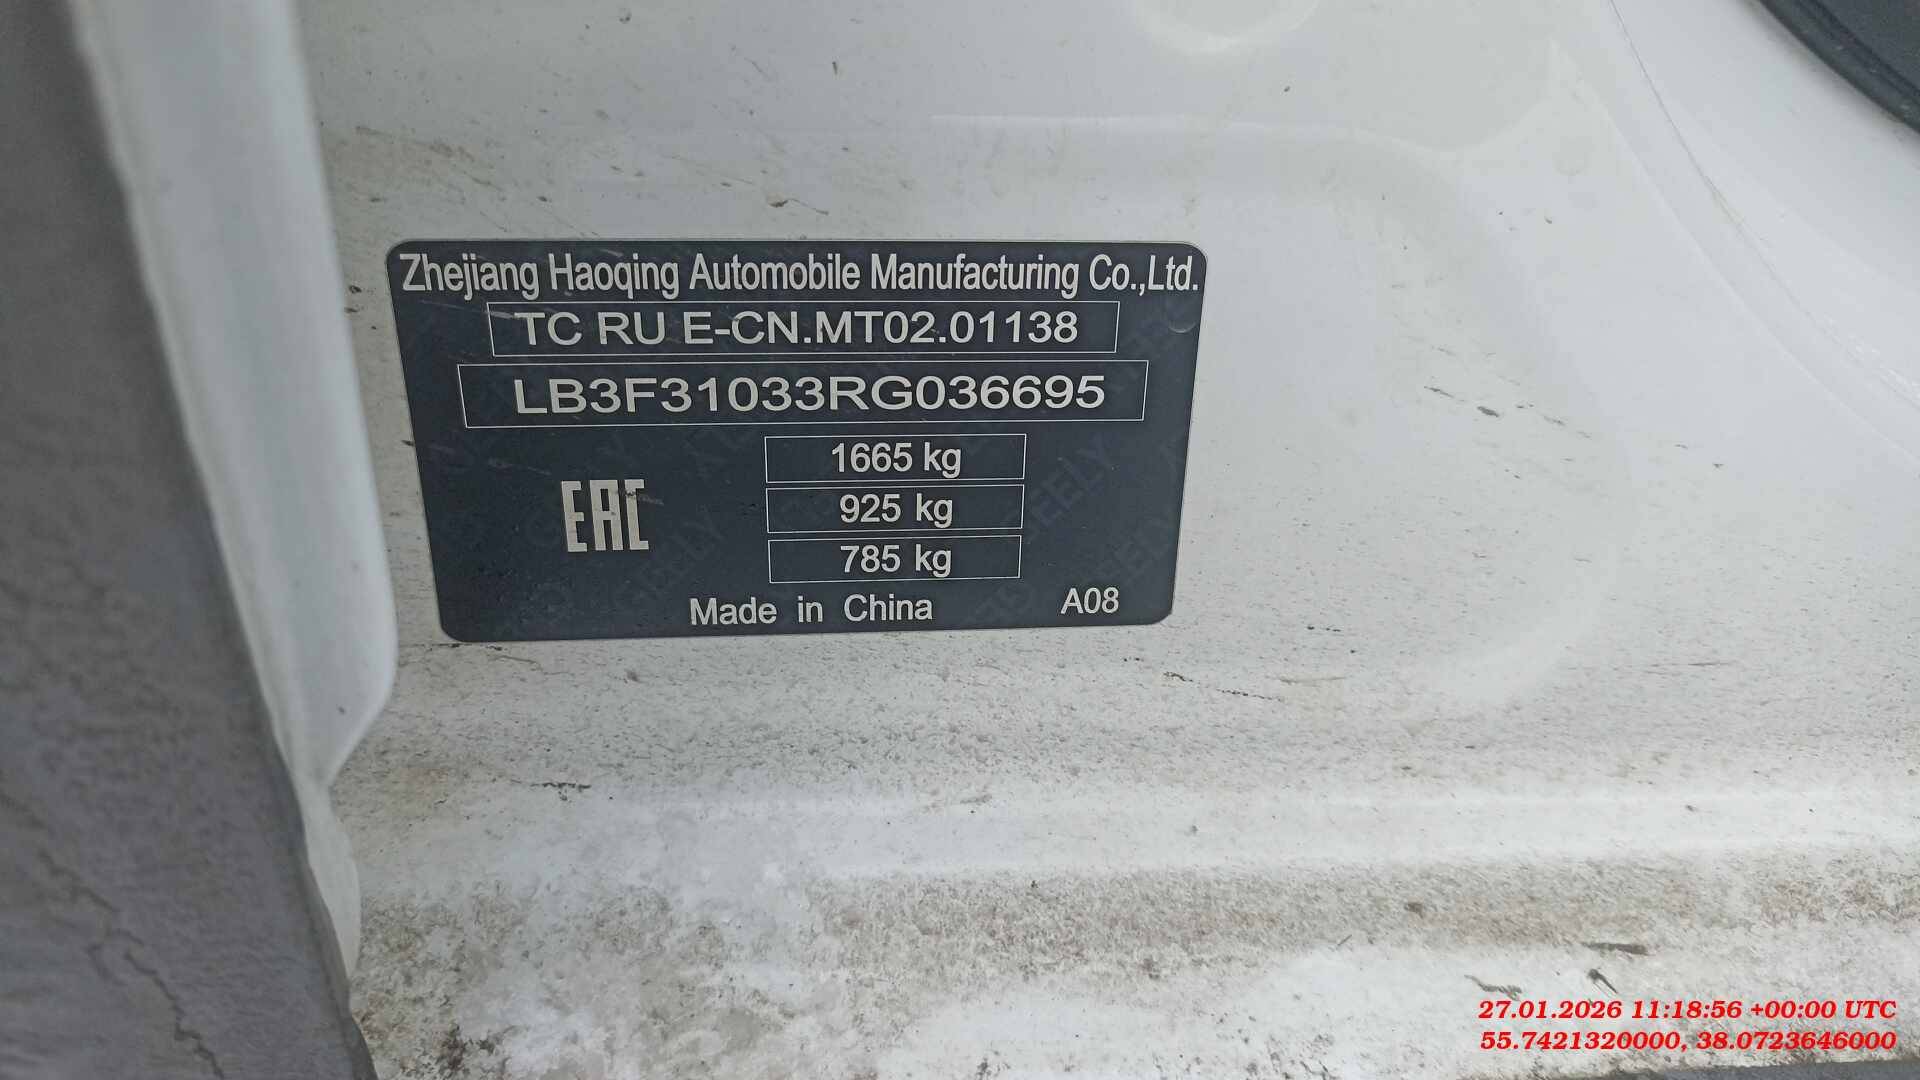 Zhejiang Haoqing Automobile Manufacturing Co.,Ltd.
TC RU E-CN.MT02.01138
LB3F31033RG036695
1665 kg
EAC
925 kg
785 kg
Made in China
A08
27.01.2026 11:18:56 +00:00 UTC
55.7421320000, 38.0723646000